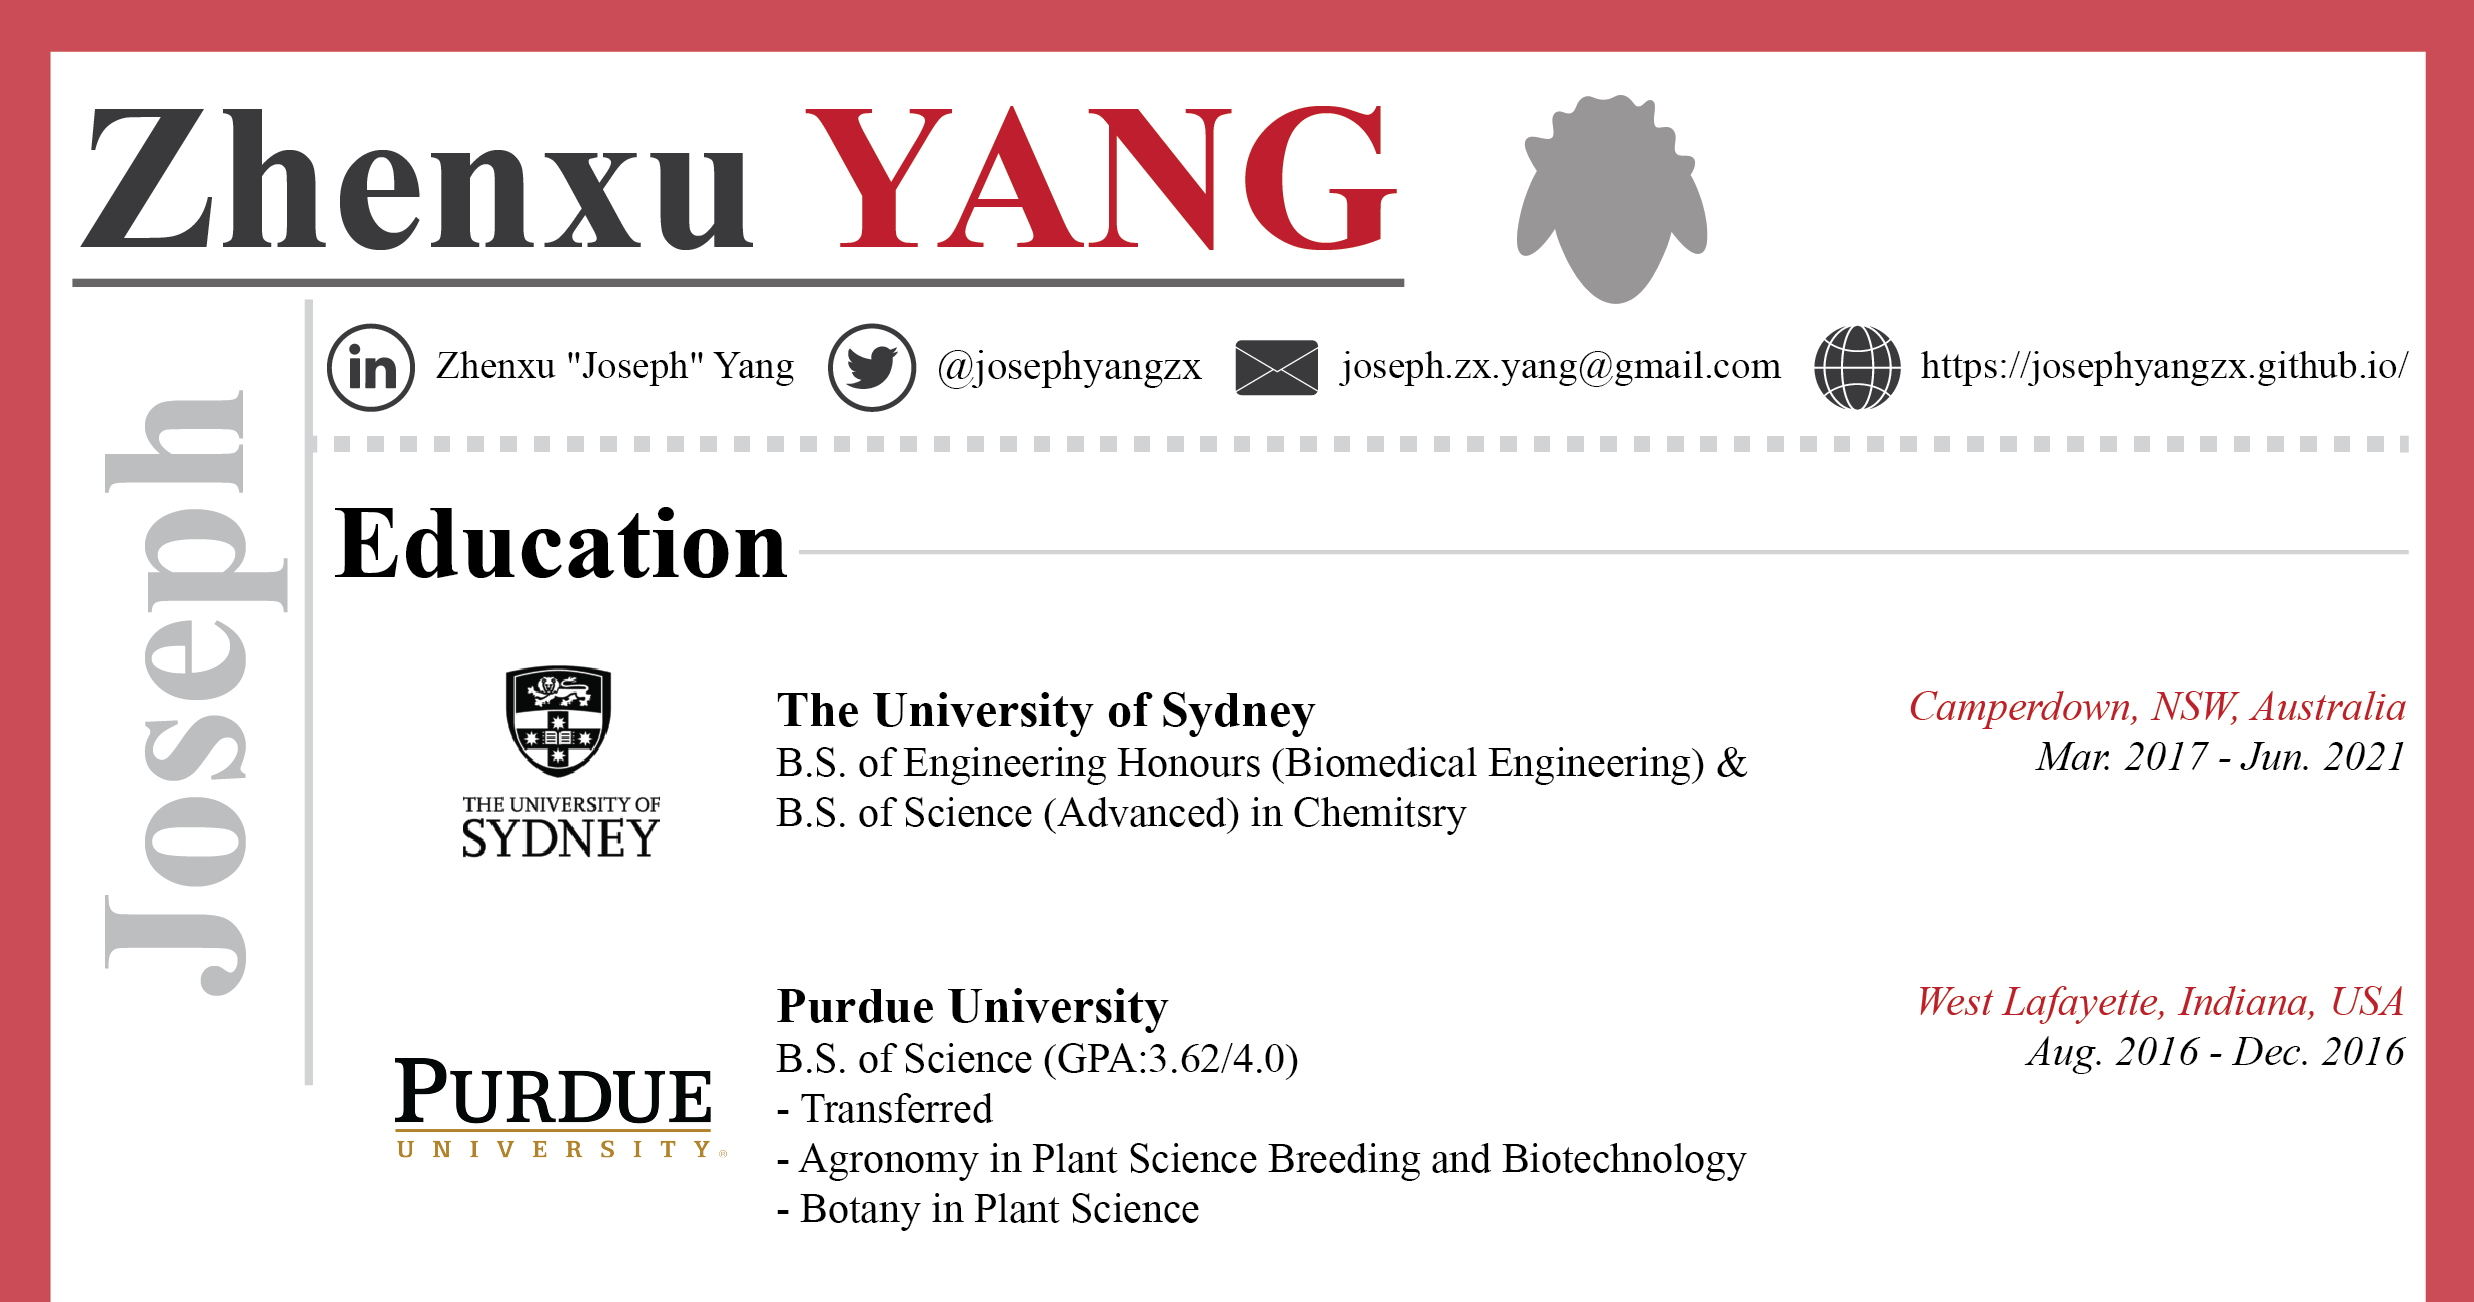 Zhenxu YANG
Joseph
in Zhenxu "Joseph" Yang @josephyangzx joseph.zx.yang@gmail.com https://josephyangzx.github.io/
Education
THE UNIVERSITY OF
SYDNEY
The University of Sydney
Camperdown, NSW, Australia
B.S. of Engineering Honours (Biomedical Engineering) &
Mar. 2017 - Jun. 2021
B.S. of Science (Advanced) in Chemitsry
PURDUE
UNIVERSITY®
Purdue University
West Lafayette, Indiana, USA
B.S. of Science (GPA:3.62/4.0)
Aug. 2016 - Dec. 2016
- Transferred
- Agronomy in Plant Science Breeding and Biotechnology
- Botany in Plant Science